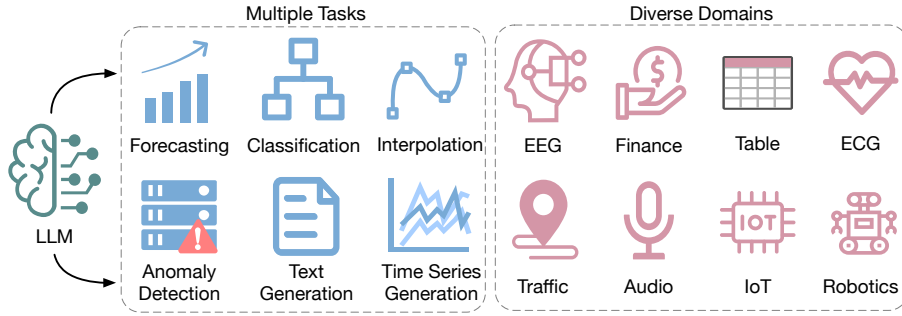 Multiple Tasks
Diverse Domains
LLM
Forecasting
Classification
Interpolation
Anomaly
Detection
Text
Generation
Time Series
Generation
$
EEG
Finance
Table
ECG
IOT
Traffic
Audio
IoT
Robotics